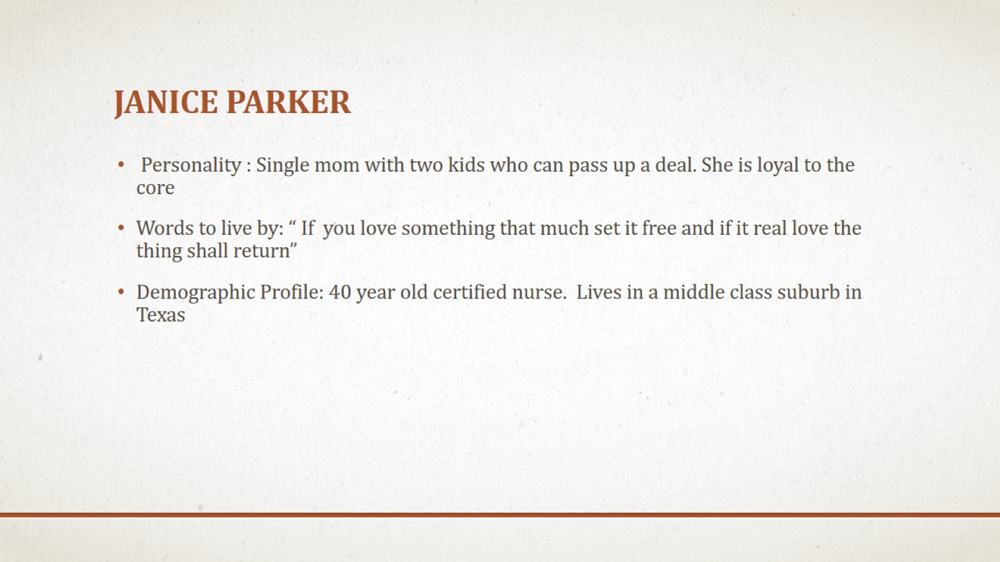 JANICE PARKER
• Personality : Single mom with two kids who can pass up a deal. She is loyal to the
core
• Words to live by: “ If  you love something that much set it free and if it real love the
thing shall return”
• Demographic Profile: 40 year old certified nurse.  Lives in a middle class suburb in
Texas